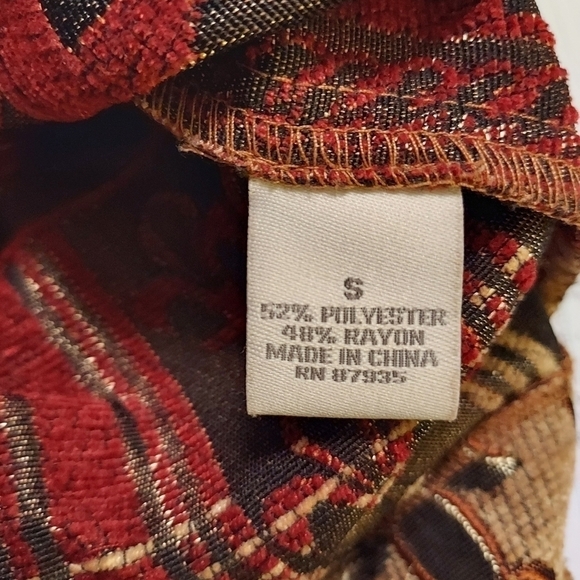 S
52% POLYESTER
48% RAYON
MADE IN CHINA
RN 87935